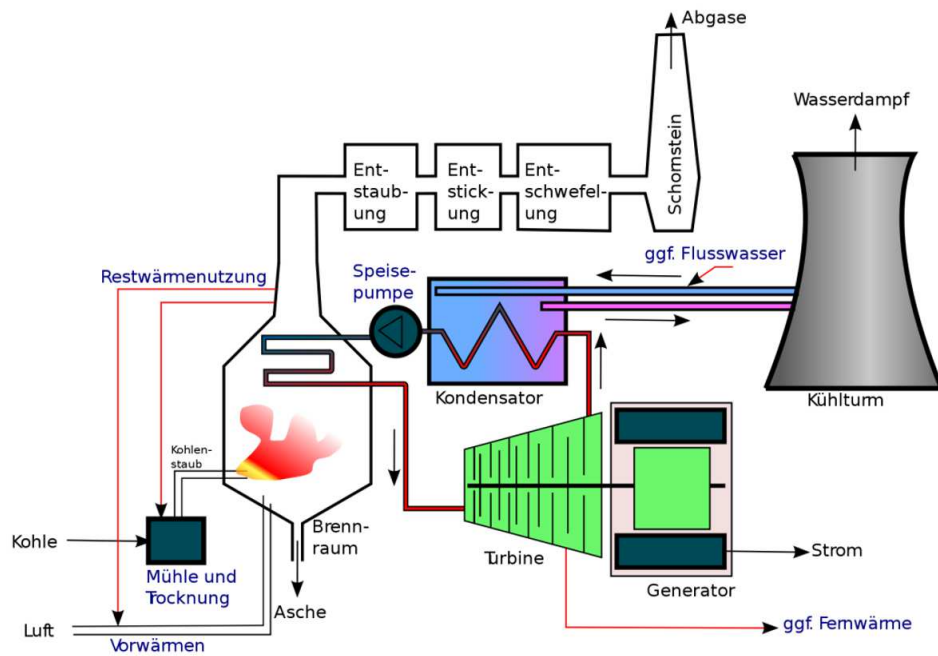 Abgase
Wasserdampf
Schornstein
Ent-
staub-
ung
Ent-
stick-
ung
Ent-
schwefel-
ung
ggf. Flusswasser
Restwärmenutzung
Speise-
pumpe
Kondensator
Kühlturm
Kohlen-
staub
Brenn-
raum
Kohle
Mühle und
Trocknung
Asche
Turbine
Generator
Strom
Luft
Vorwärmen
ggf. Fernwärme